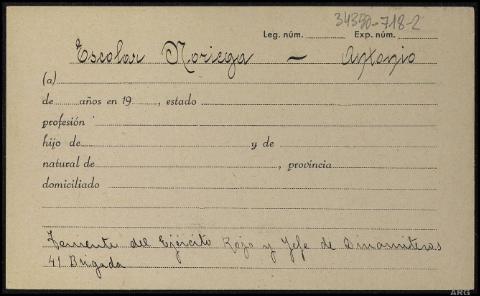 34350-718-2
Leg. núm. Exp. núm.
Escolar Noriega — Antonio
(a)
de años en 19 , estado
profesión
hijo de y de
natural de , provincia
domiciliado
Teniente del Ejército Rojo y Jefe de Dinamiteros
41 Brigada
ARG